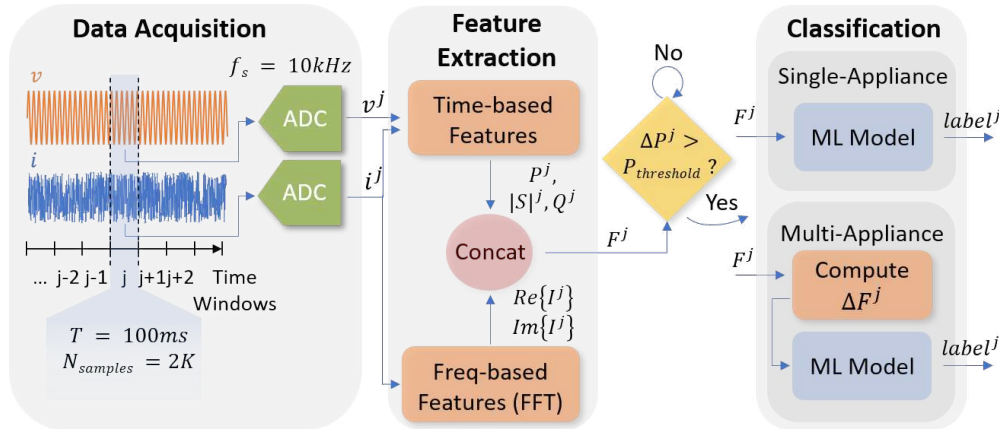 Data Acquisition
v
f_s = 10kHz
ADC
v^j
i
ADC
i^j
... j-2 j-1 j j+1 j+2 Time
Windows
T = 100ms
N_samples = 2K
Feature
Extraction
Time-based
Features
P^j,
|S|^j, Q^j
Concat
F^j
Re{I^j}
Im{I^j}
Freq-based
Features (FFT)
No
ΔP^j >
P_threshold ?
Yes
Classification
Single-Appliance
F^j
ML Model
label^j
Multi-Appliance
F^j
Compute
ΔF^j
ML Model
label^j